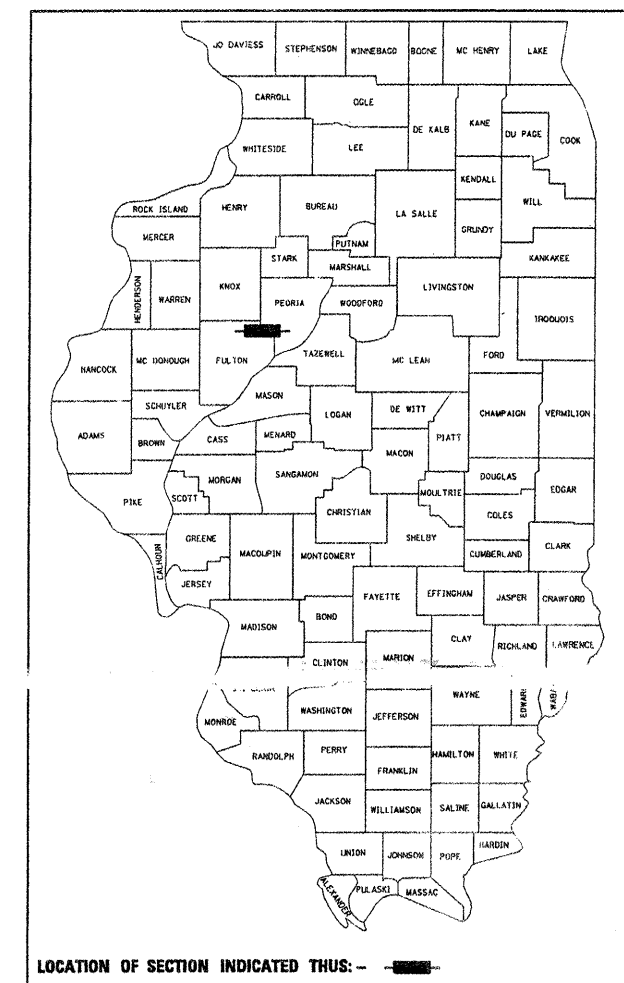 JO DAVIESS STEPHENSON WINNEBAGO BOONE MC HENRY LAKE
CARROLL OGLE DE KALB KANE DU PAGE COOK
WHITESIDE LEE
KENDALL
ROCK ISLAND HENRY BUREAU LA SALLE GRUNDY WILL
MERCER PUTNAM
STARK MARSHALL KANKAKEE
HENDERSON WARREN KNOX PEORIA WOODFORD LIVINGSTON
IROQUOIS
HANCOCK MC DONOUGH FULTON TAZEWELL MC LEAN FORD
MASON
SCHUYLER LOGAN DE WITT CHAMPAIGN VERMILION
ADAMS BROWN CASS MENARD MACON PIATT
MORGAN SANGAMON DOUGLAS EDGAR
PIKE SCOTT CHRISTIAN MOULTRIE COLES
CALHOUN GREENE MACOUPIN MONTGOMERY SHELBY CUMBERLAND CLARK
JERSEY FAYETTE EFFINGHAM JASPER CRAWFORD
MADISON BOND
CLAY RICHLAND LAWRENCE
CLINTON MARION
WAYNE
MONROE WASHINGTON JEFFERSON
RANDOLPH PERRY HAMILTON WHITE
FRANKLIN
JACKSON WILLIAMSON SALINE GALLATIN
UNION JOHNSON POPE HARDIN
ALEXANDER PULASKI MASSAC
LOCATION OF SECTION INDICATED THUS: -